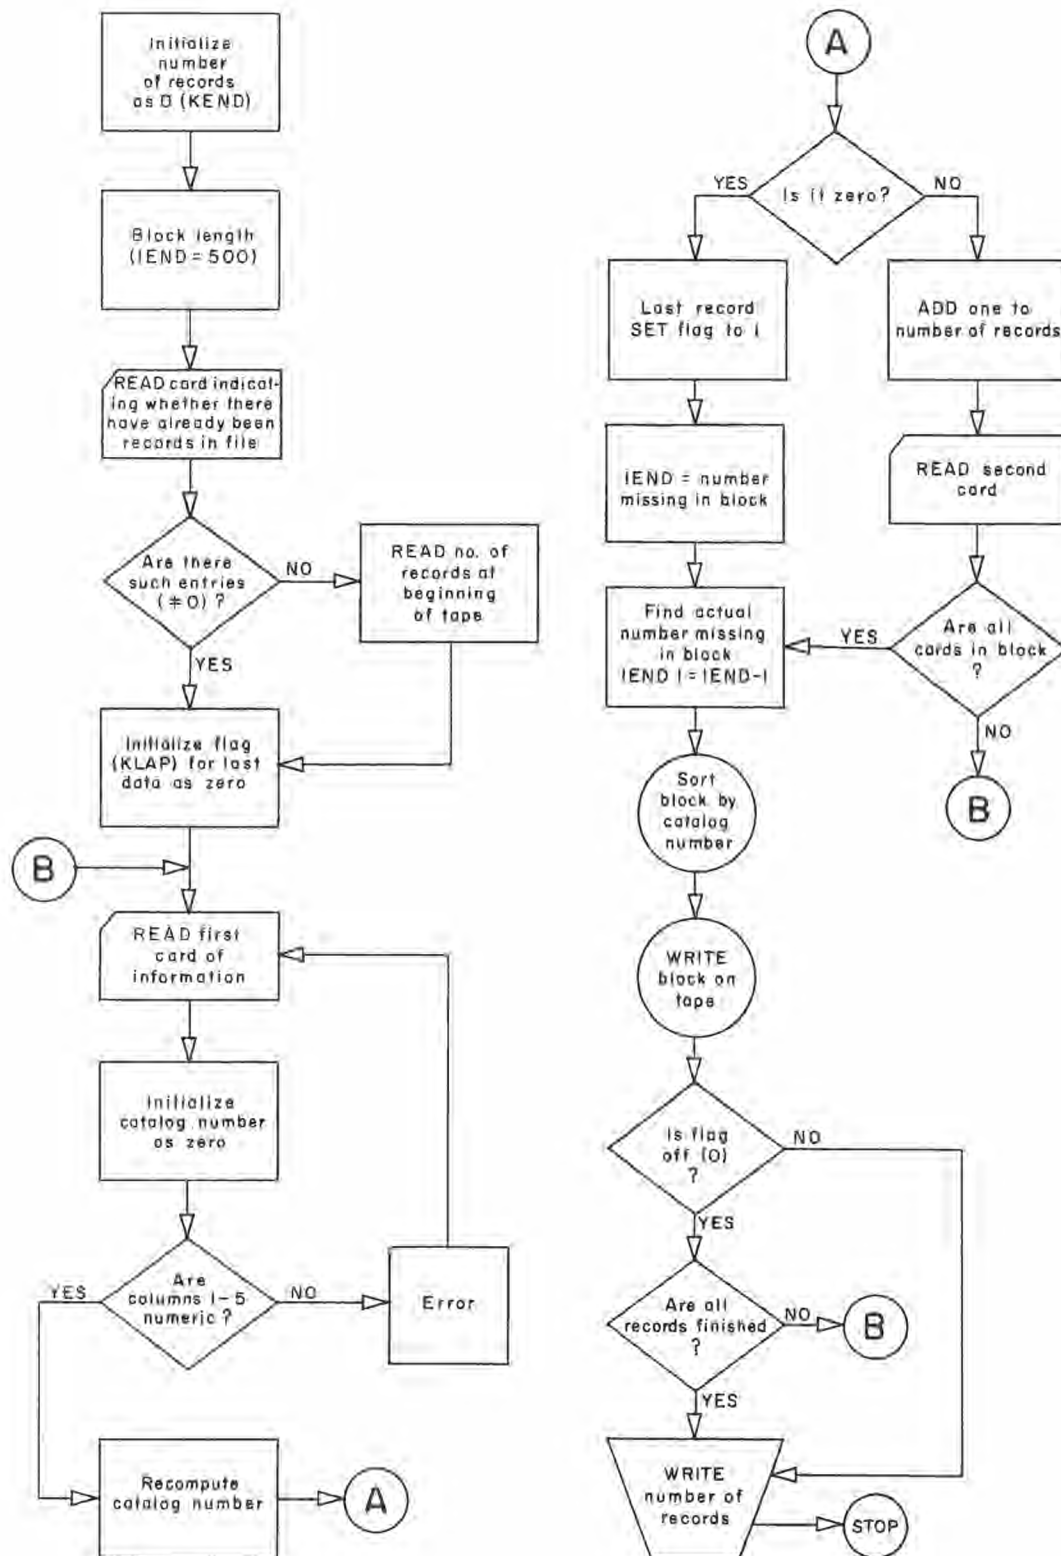 Initialize
number
of records
as 0 (KEND)
Block length
(IEND = 500)
READ card indicat-
ing whether there
have already been
records in file
Are there
such entries
(≠0) ?
NO
READ no. of
records at
beginning
of tape
YES
Initialize flag
(KLAP) for last
data as zero
B
READ first
card of
information
Initialize
catalog number
as zero
Are
columns 1-5
numeric ?
YES
NO
Error
Recompute
catalog number
A
A
Is it zero?
YES
NO
Last record
SET flag to 1
ADD one to
number of records
IEND = number
missing in block
READ second
card
Find actual
number missing
in block
IEND 1 = IEND-1
YES
Are all
cards in block
?
NO
B
Sort
block by
catalog
number
WRITE
block on
tape
Is flag
off (0)
?
NO
YES
Are all
records finished
?
NO
B
YES
WRITE
number of
records
STOP